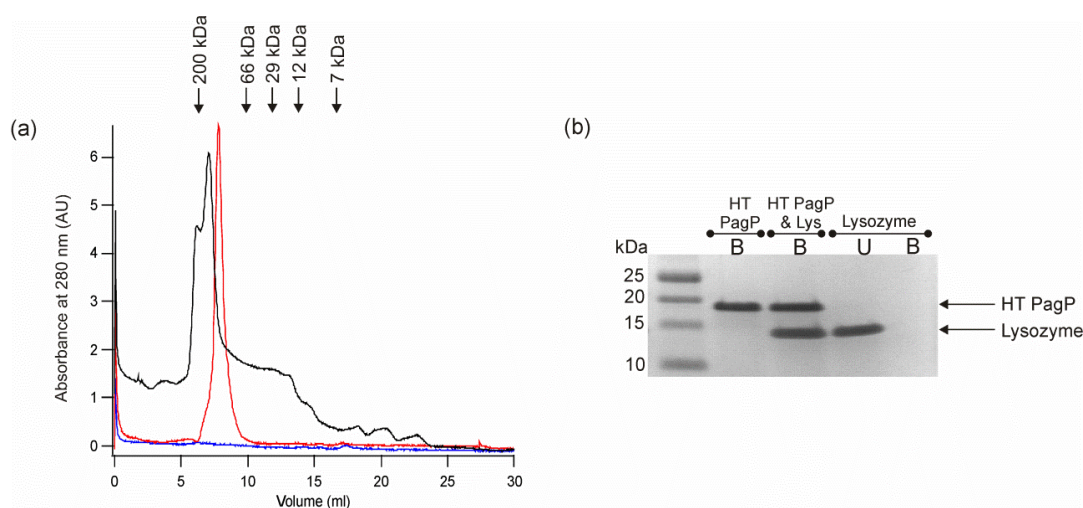 (a)
200 kDa
66 kDa
29 kDa
12 kDa
7 kDa
Absorbance at 280 nm (AU)
6
5
4
3
2
1
0
0 5 10 15 20 25 30
Volume (ml)
(b)
HT PagP HT PagP & Lys Lysozyme
kDa B B U B
25
20
15
10
HT PagP
Lysozyme